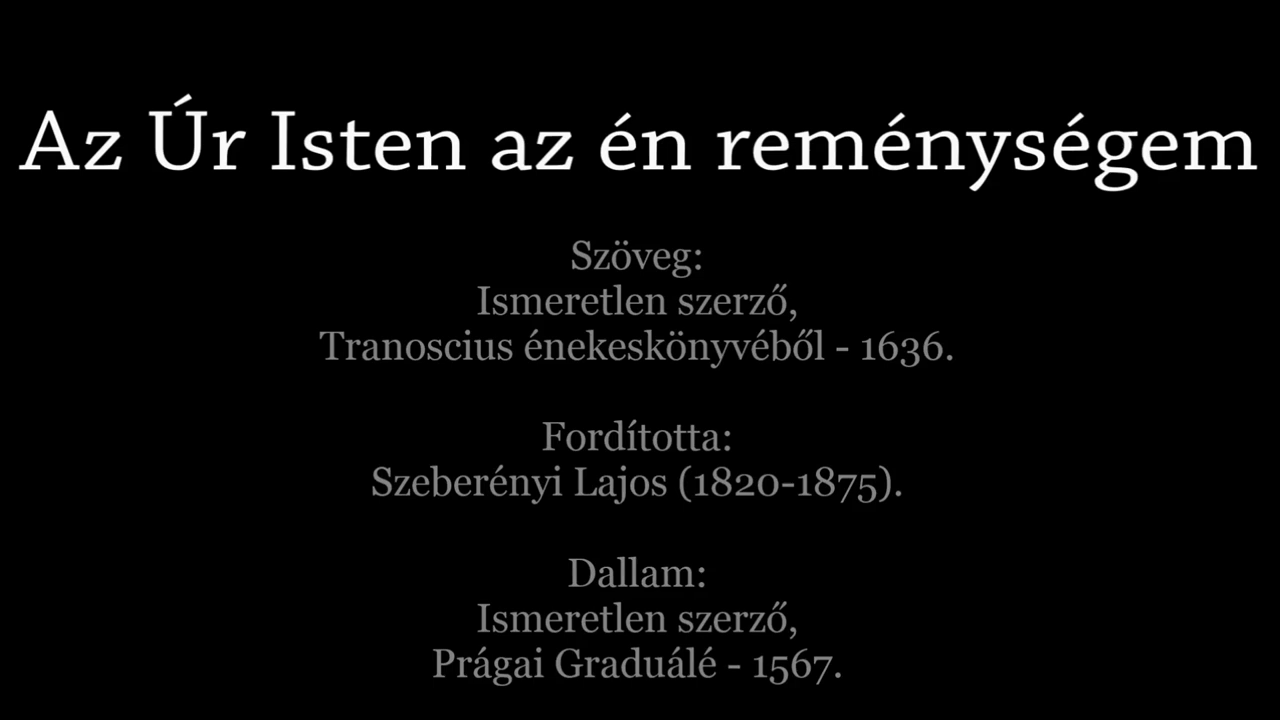 Az Úr Isten az én reménységem
Szöveg:
Ismeretlen szerző,
Tranoscius énekeskönyvéből - 1636.
Fordította:
Szeberényi Lajos (1820-1875).
Dallam:
Ismeretlen szerző,
Prágai Graduálé - 1567.